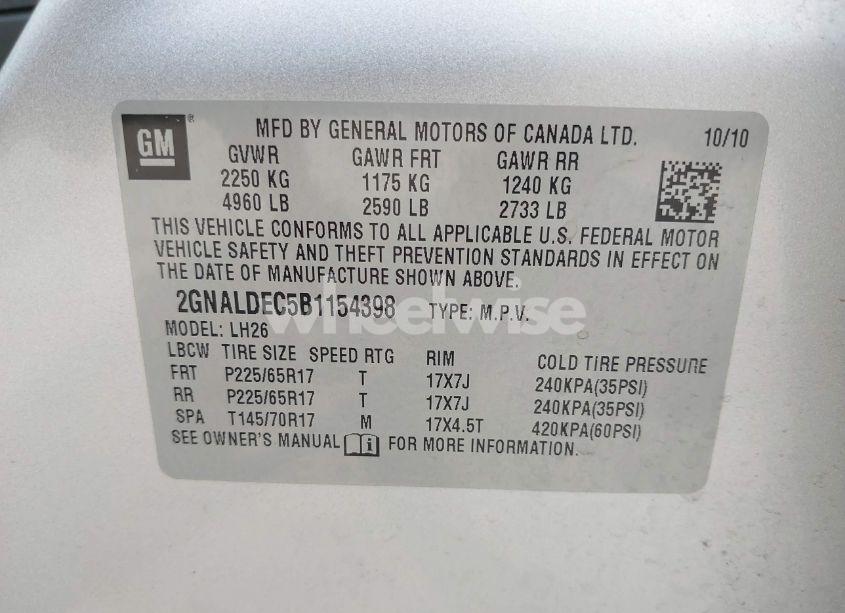 GM ®
MFD BY GENERAL MOTORS OF CANADA LTD. 10/10
GVWR GAWR FRT GAWR RR
2250 KG 1175 KG 1240 KG
4960 LB 2590 LB 2733 LB
THIS VEHICLE CONFORMS TO ALL APPLICABLE U.S. FEDERAL MOTOR
VEHICLE SAFETY AND THEFT PREVENTION STANDARDS IN EFFECT ON
THE DATE OF MANUFACTURE SHOWN ABOVE.
2GNALDEC5B1154398 TYPE: M.P.V.
wheelwise
MODEL: LH26
LBCW TIRE SIZE SPEED RTG RIM COLD TIRE PRESSURE
FRT P225/65R17 T 17X7J 240KPA(35PSI)
RR P225/65R17 T 17X7J 240KPA(35PSI)
SPA T145/70R17 M 17X4.5T 420KPA(60PSI)
SEE OWNER'S MANUAL i FOR MORE INFORMATION.